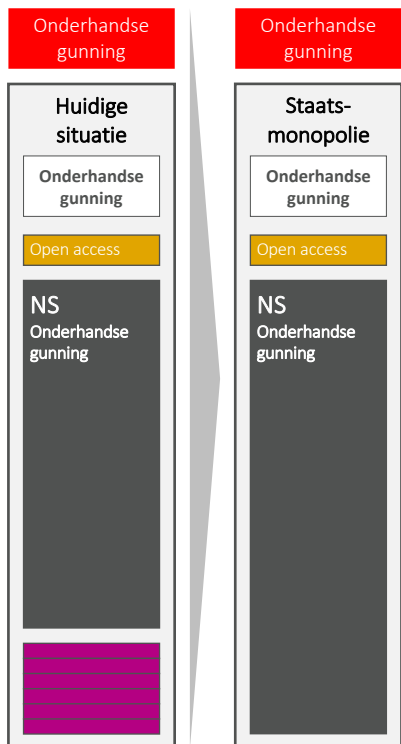 Onderhandse
gunning
Huidige
situatie
Onderhandse
gunning
Open access
NS
Onderhandse
gunning
Onderhandse
gunning
Staats-
monopolie
Onderhandse
gunning
Open access
NS
Onderhandse
gunning